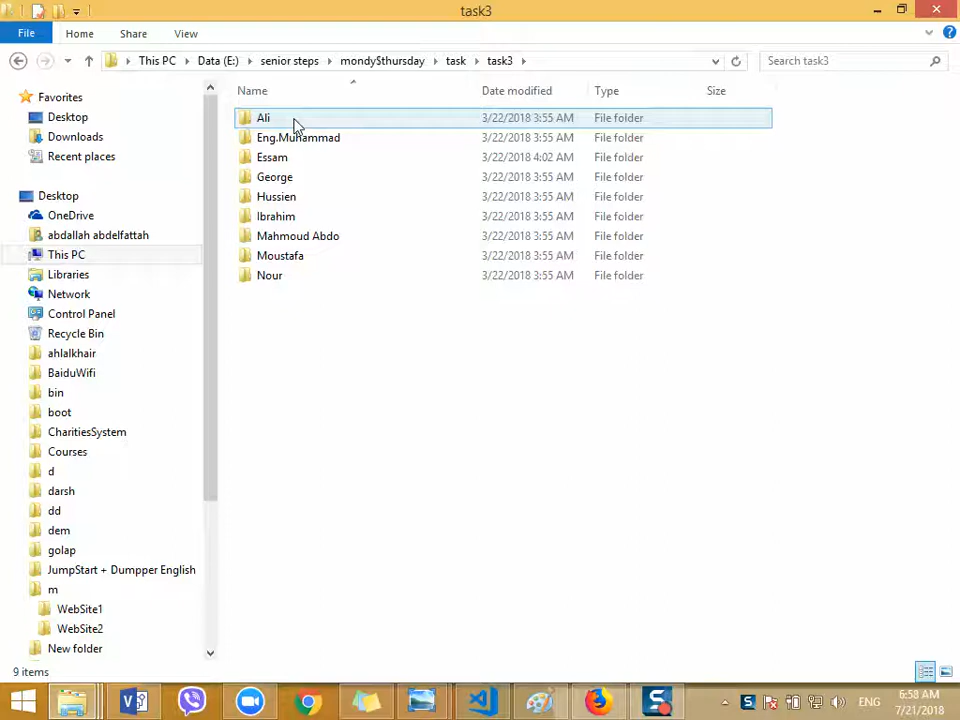 task3
File Home Share View
This PC Data (E:) senior steps mondy$thursday task task3 Search task3
Name Date modified Type Size
Favorites
Desktop
Downloads
Recent places
Desktop
OneDrive
abdallah abdelfattah
This PC
Libraries
Network
Control Panel
Recycle Bin
ahlalkhair
BaiduWifi
bin
boot
CharitiesSystem
Courses
d
darsh
dd
dem
golap
JumpStart + Dumpper English
m
WebSite1
WebSite2
New folder
Ali 3/22/2018 3:55 AM File folder
Eng.Muhammad 3/22/2018 3:55 AM File folder
Essam 3/22/2018 4:02 AM File folder
George 3/22/2018 3:55 AM File folder
Hussien 3/22/2018 3:55 AM File folder
Ibrahim 3/22/2018 3:55 AM File folder
Mahmoud Abdo 3/22/2018 3:55 AM File folder
Moustafa 3/22/2018 3:55 AM File folder
Nour 3/22/2018 3:55 AM File folder
9 items
ENG 6:58 AM
7/21/2018